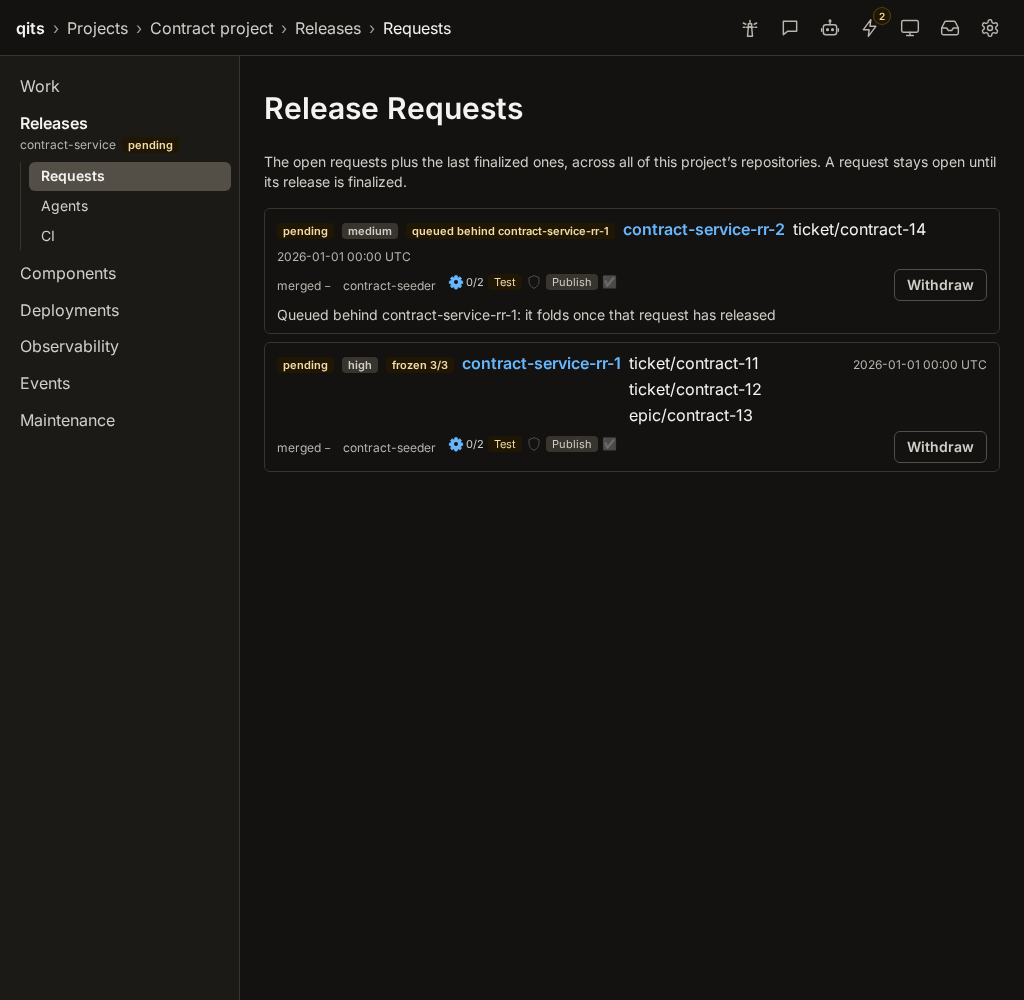 qits › Projects › Contract project › Releases › Requests
2
Work
Releases
contract-service pending
Requests
Agents
CI
Components
Deployments
Observability
Events
Maintenance
Release Requests
The open requests plus the last finalized ones, across all of this project’s repositories. A request stays open until
its release is finalized.
pending medium queued behind contract-service-rr-1 contract-service-rr-2 ticket/contract-14
2026-01-01 00:00 UTC
merged – contract-seeder 0/2 Test Publish Withdraw
Queued behind contract-service-rr-1: it folds once that request has released
pending high frozen 3/3 contract-service-rr-1 ticket/contract-11 2026-01-01 00:00 UTC
ticket/contract-12
epic/contract-13
merged – contract-seeder 0/2 Test Publish Withdraw